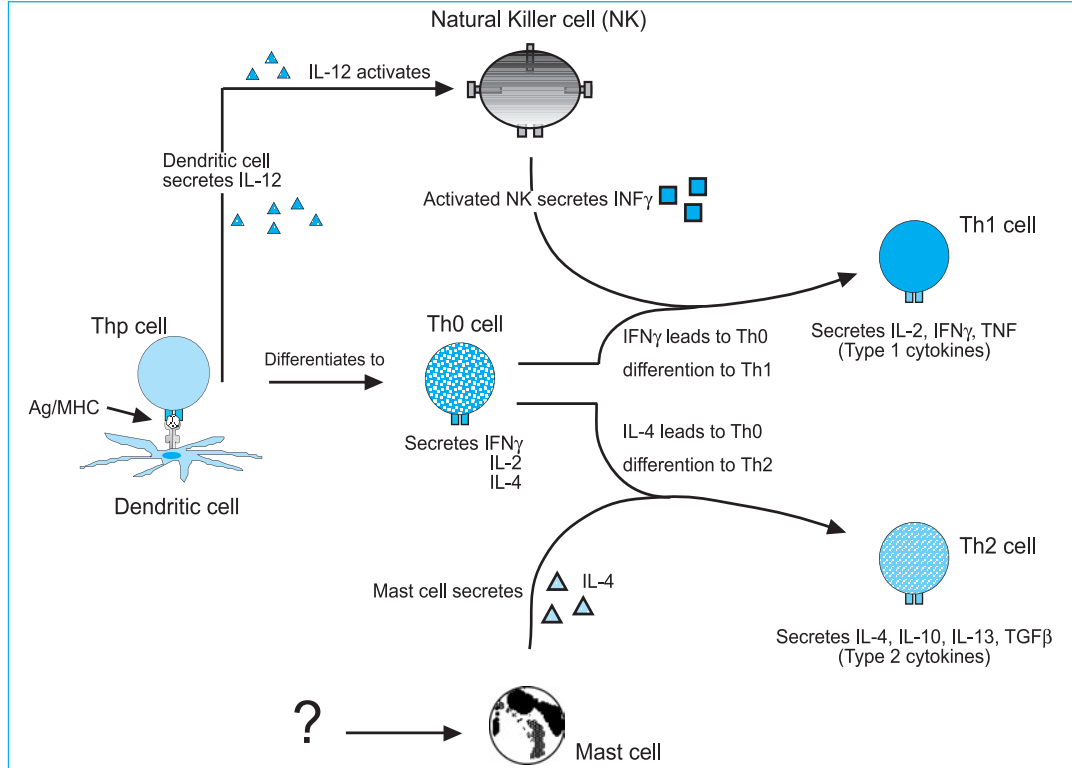 Natural Killer cell (NK)
IL-12 activates
Dendritic cell
secretes IL-12
Activated NK secretes INFγ
Th1 cell
Secretes IL-2, IFNγ, TNF
(Type 1 cytokines)
Thp cell
Differentiates to
Th0 cell
IFNγ leads to Th0
differention to Th1
Ag/MHC
Secretes IFNγ
IL-2
IL-4
IL-4 leads to Th0
differention to Th2
Dendritic cell
Th2 cell
Mast cell secretes
IL-4
Secretes IL-4, IL-10, IL-13, TGFβ
(Type 2 cytokines)
?
Mast cell